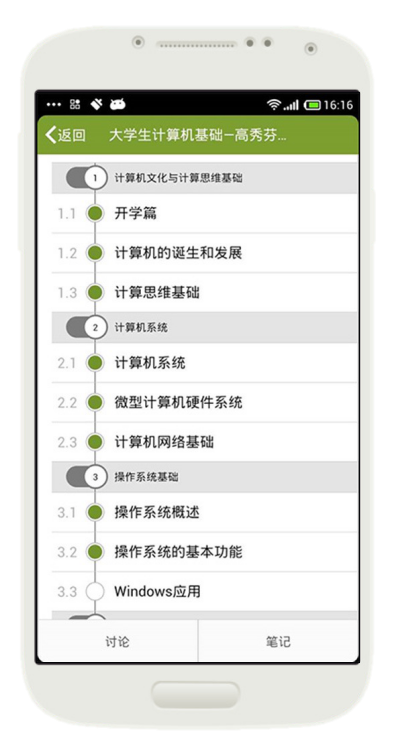 16:16
返回 大学生计算机基础—高秀芬...
1 计算机文化与计算思维基础
1.1 开学篇
1.2 计算机的诞生和发展
1.3 计算思维基础
2 计算机系统
2.1 计算机系统
2.2 微型计算机硬件系统
2.3 计算机网络基础
3 操作系统基础
3.1 操作系统概述
3.2 操作系统的基本功能
3.3 Windows应用
讨论 笔记